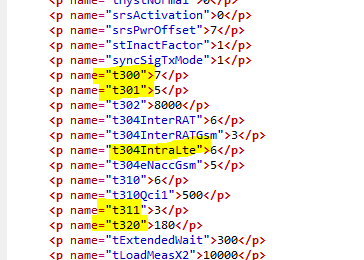 <p name="thystNormal">0</p>
<p name="srsActivation">0</p>
<p name="srsPwrOffset">7</p>
<p name="stInactFactor">1</p>
<p name="syncSigTxMode">1</p>
<p name="t300">7</p>
<p name="t301">5</p>
<p name="t302">8000</p>
<p name="t304InterRAT">6</p>
<p name="t304InterRATGsm">3</p>
<p name="t304IntraLte">6</p>
<p name="t304eNaccGsm">5</p>
<p name="t310">6</p>
<p name="t310Qci1">500</p>
<p name="t311">3</p>
<p name="t320">180</p>
<p name="tExtendedWait">300</p>
<p name="tLoadMeasX2">10000</p>